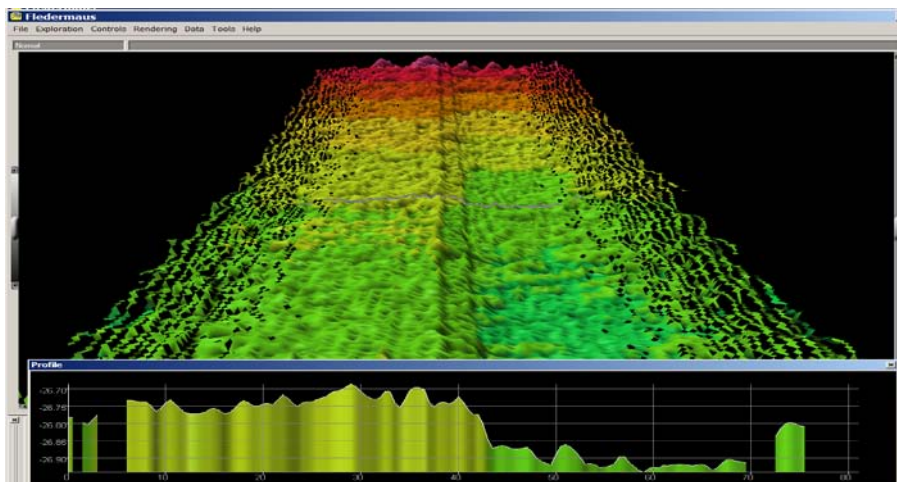 Fledermaus
File Exploration Controls Rendering Data Tools Help
Normal
Profile
-26.70
-26.75
-26.80
-26.85
-26.90
0 10 20 30 40 50 60 70 80